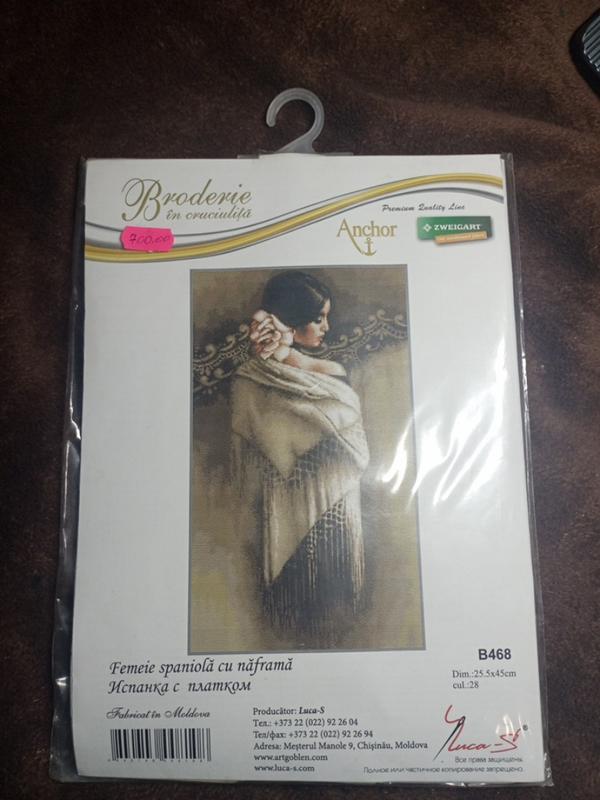 Broderie
în cruciuliță
700,00
Premium Quality Line
Anchor
ZWEIGART
Femeie spaniolă cu năframă
Испанка с платком
B468
Dim.:25.5x45cm
cul.:28
Fabricat în Moldova
Producător: Luca-S
Тел.: +373 22 (022) 92 26 04
Тел/фах: +373 22 (022) 92 26 94
Adresa: Meșterul Manole 9, Chișinău, Moldova
www.artgoblen.com
www.luca-s.com
Luca-S
Все права защищены.
Полное или частичное копирование запрещено.